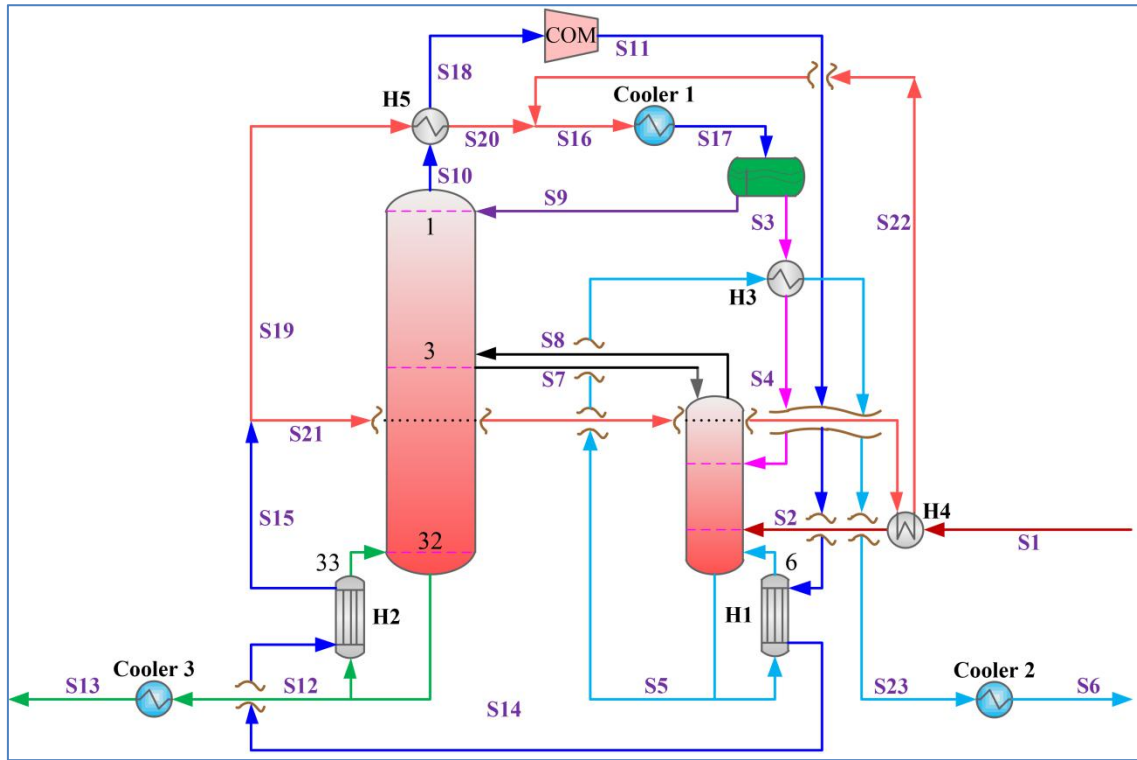 COM
S11
S18
H5
Cooler 1
S20
S16
S17
S10
S9
S3
S22
1
H3
S19
S8
3
S7
S4
S21
S15
S2
H4
S1
33
32
6
H2
H1
Cooler 3
Cooler 2
S13
S12
S5
S23
S6
S14